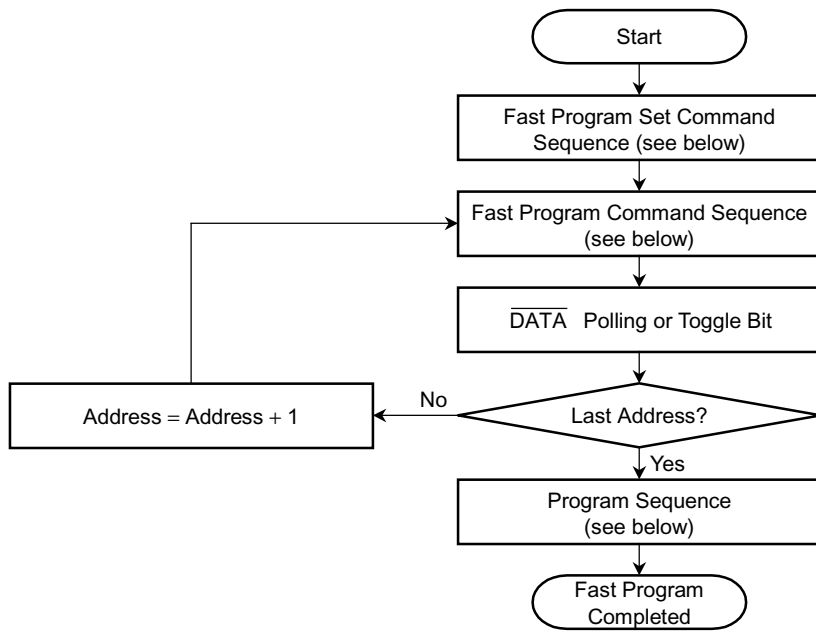 Start
Fast Program Set Command
Sequence (see below)
Fast Program Command Sequence
(see below)
DATA Polling or Toggle Bit
Last Address?
No
Address = Address + 1
Yes
Program Sequence
(see below)
Fast Program
Completed